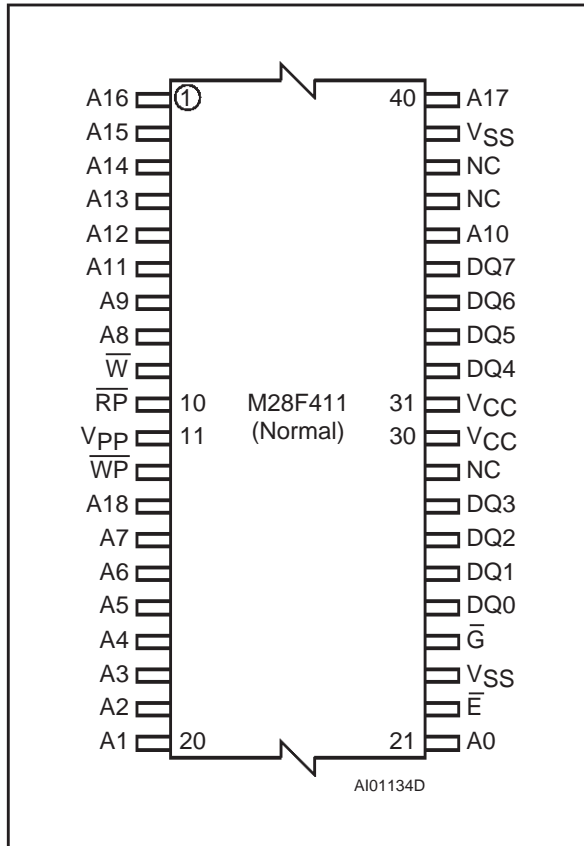 A16 ① 40 A17
A15 VSS
A14 NC
A13 NC
A12 A10
A11 DQ7
A9 DQ6
A8 DQ5
W̅ DQ4
R̅P̅ 10 M28F411 31 VCC
VPP 11 (Normal) 30 VCC
W̅P̅ NC
A18 DQ3
A7 DQ2
A6 DQ1
A5 DQ0
A4 G̅
A3 VSS
A2 E̅
A1 20 21 A0
AI01134D